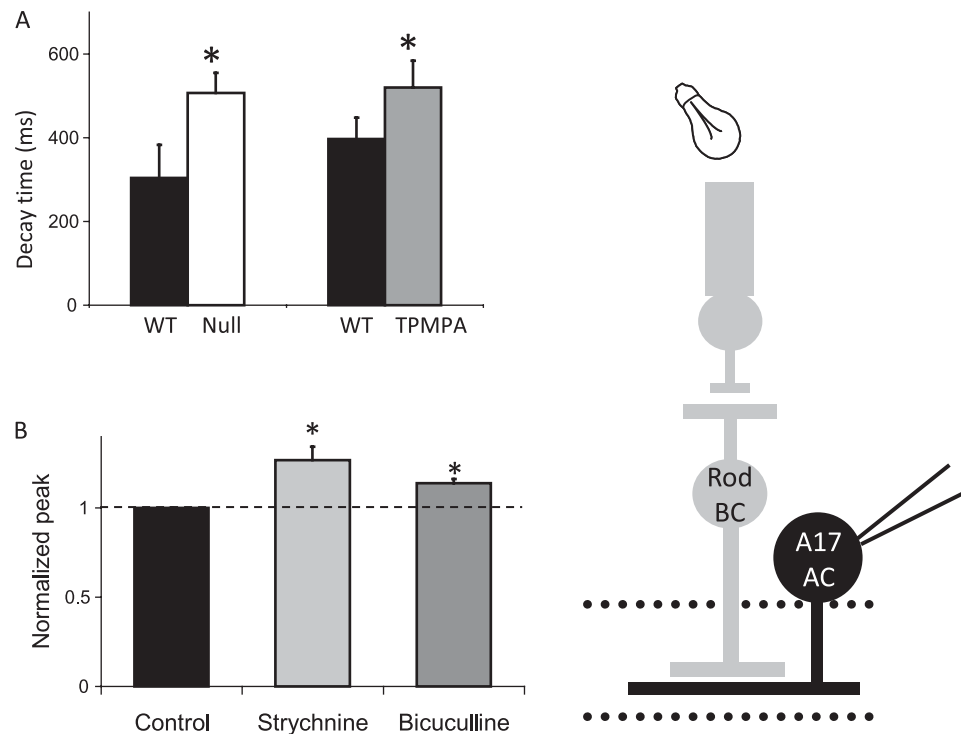 A
Decay time (ms)
600
400
200
0
*
*
WT Null WT TPMPA
B
Normalized peak
1
0.5
0
*
*
Control Strychnine Bicuculline
Rod
BC
A17
AC